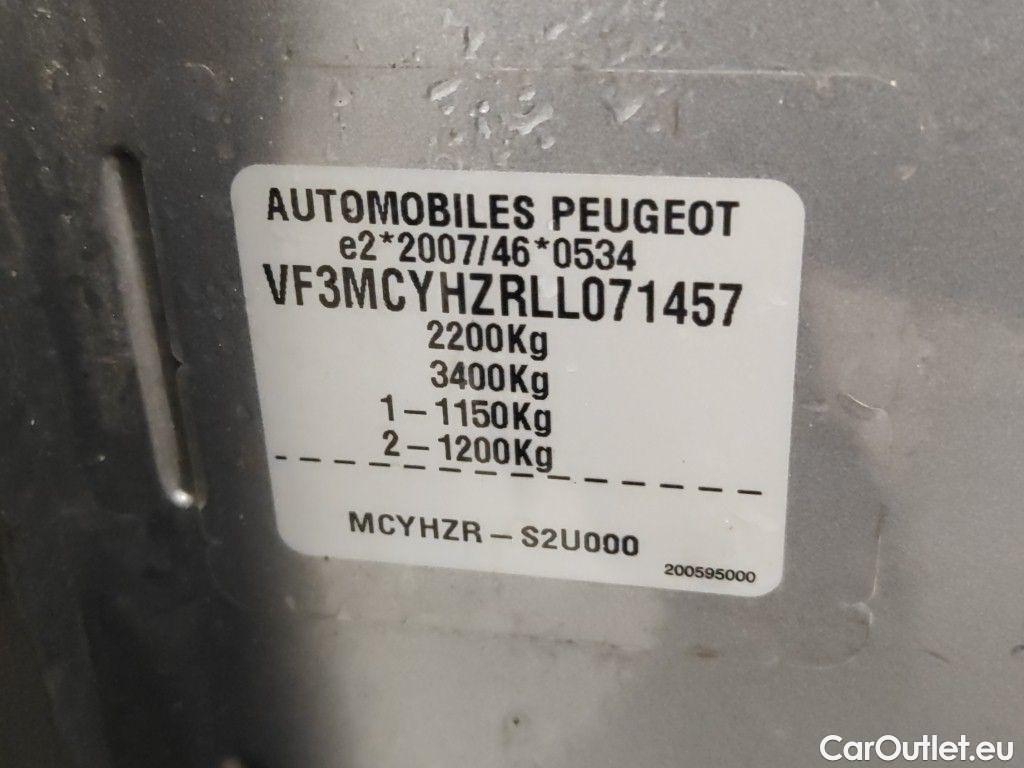 AUTOMOBILES PEUGEOT
e2*2007/46*0534
VF3MCYHZRLL071457
2200Kg
3400Kg
1-1150Kg
2-1200Kg
MCYHZR-S2U000
200595000
CarOutlet.eu